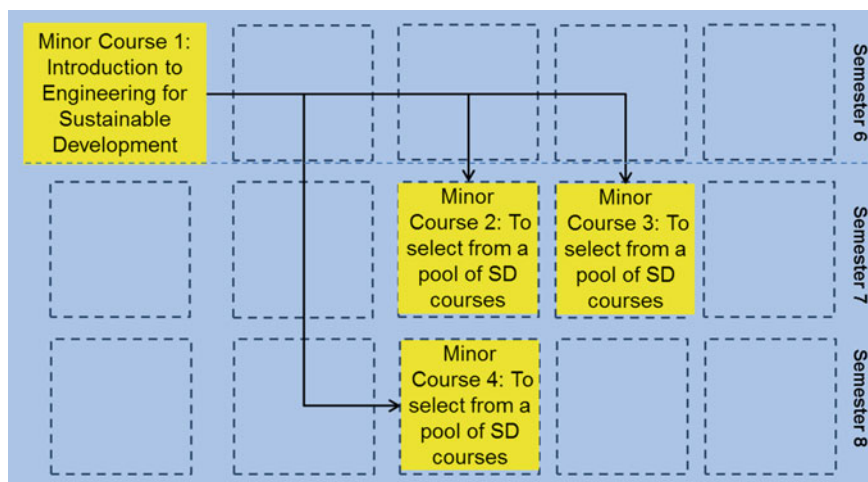 Minor Course 1:
Introduction to
Engineering for
Sustainable
Development
Semester 6
Minor
Course 2: To
select from a
pool of SD
courses
Minor
Course 3: To
select from a
pool of SD
courses
Semester 7
Minor
Course 4: To
select from a
pool of SD
courses
Semester 8